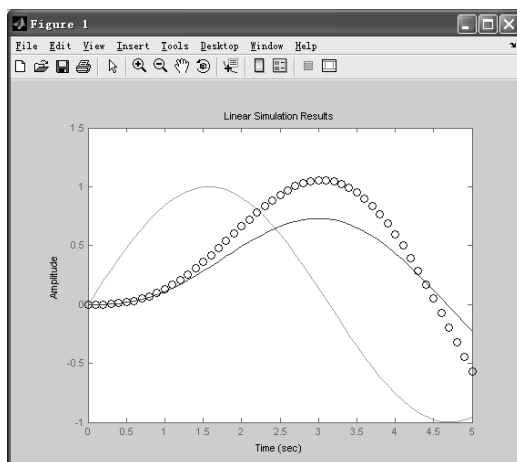 Figure 1
File Edit View Insert Tools Desktop Window Help
Linear Simulation Results
1.5
1
0.5
0
-0.5
-1
Amplitude
0 0.5 1 1.5 2 2.5 3 3.5 4 4.5 5
Time (sec)